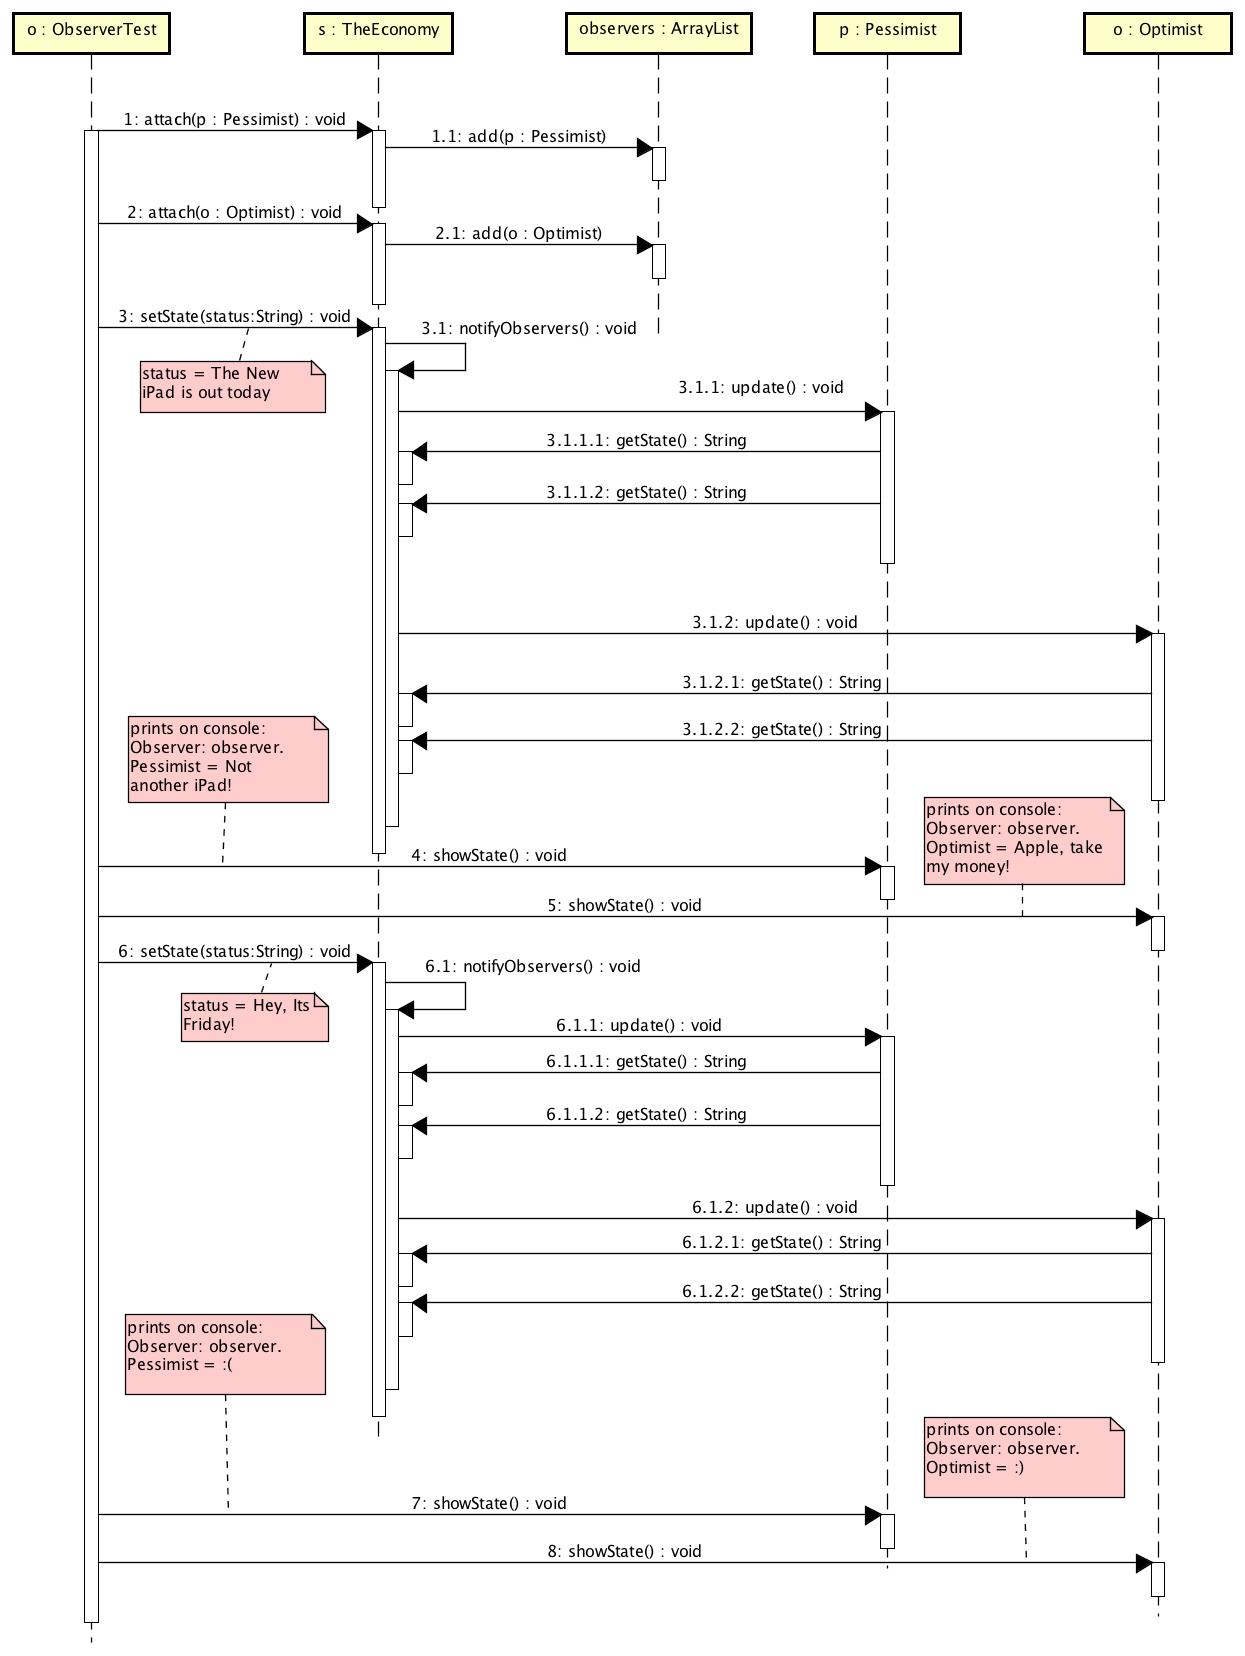 o : ObserverTest
s : TheEconomy
observers : ArrayList
p : Pessimist
o : Optimist
1: attach(p : Pessimist) : void
1.1: add(p : Pessimist)
2: attach(o : Optimist) : void
2.1: add(o : Optimist)
3: setState(status:String) : void
3.1: notifyObservers() : void
status = The New
iPad is out today
3.1.1: update() : void
3.1.1.1: getState() : String
3.1.1.2: getState() : String
3.1.2: update() : void
3.1.2.1: getState() : String
3.1.2.2: getState() : String
prints on console:
Observer: observer.
Pessimist = Not
another iPad!
prints on console:
Observer: observer.
Optimist = Apple, take
my money!
4: showState() : void
5: showState() : void
6: setState(status:String) : void
6.1: notifyObservers() : void
status = Hey, Its
Friday!
6.1.1: update() : void
6.1.1.1: getState() : String
6.1.1.2: getState() : String
6.1.2: update() : void
6.1.2.1: getState() : String
6.1.2.2: getState() : String
prints on console:
Observer: observer.
Pessimist = :(
prints on console:
Observer: observer.
Optimist = :)
7: showState() : void
8: showState() : void